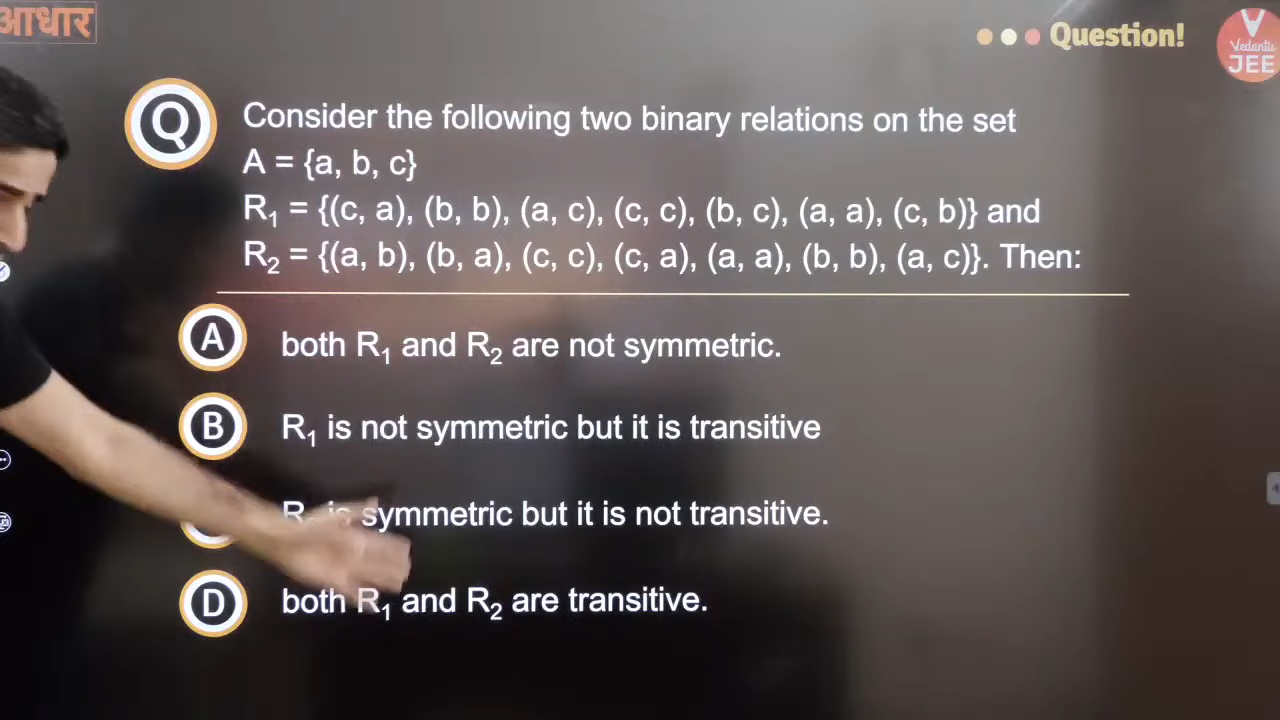 आधार
Question!
Vedantu
JEE
Q
Consider the following two binary relations on the set
A = {a, b, c}
R₁ = {(c, a), (b, b), (a, c), (c, c), (b, c), (a, a), (c, b)} and
R₂ = {(a, b), (b, a), (c, c), (c, a), (a, a), (b, b), (a, c)}. Then:
A both R₁ and R₂ are not symmetric.
B R₁ is not symmetric but it is transitive
is symmetric but it is not transitive.
D both R₁ and R₂ are transitive.